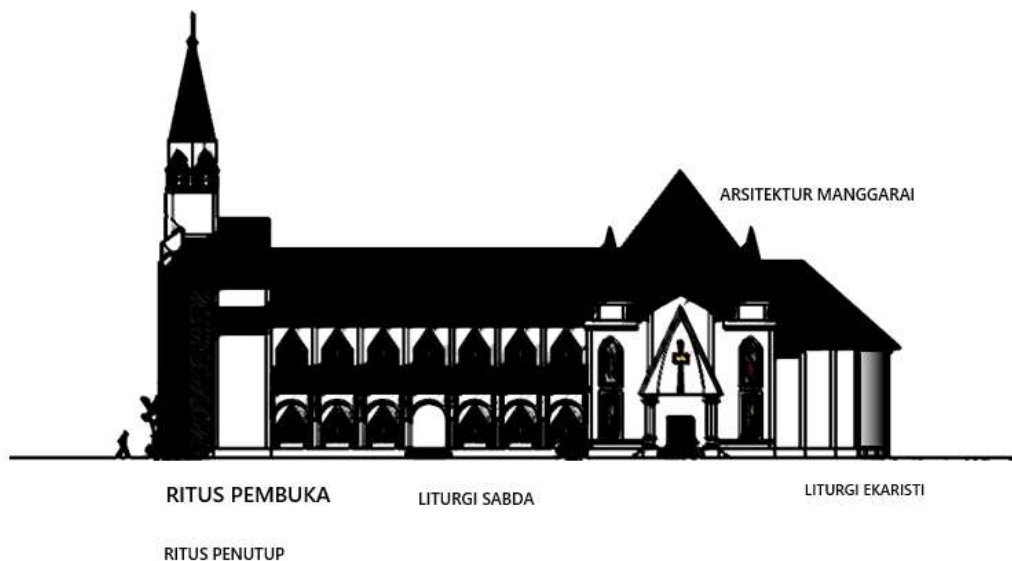 ARSITEKTUR MANGGARAI
RITUS PEMBUKA
LITURGI SABDA
LITURGI EKARISTI
RITUS PENUTUP